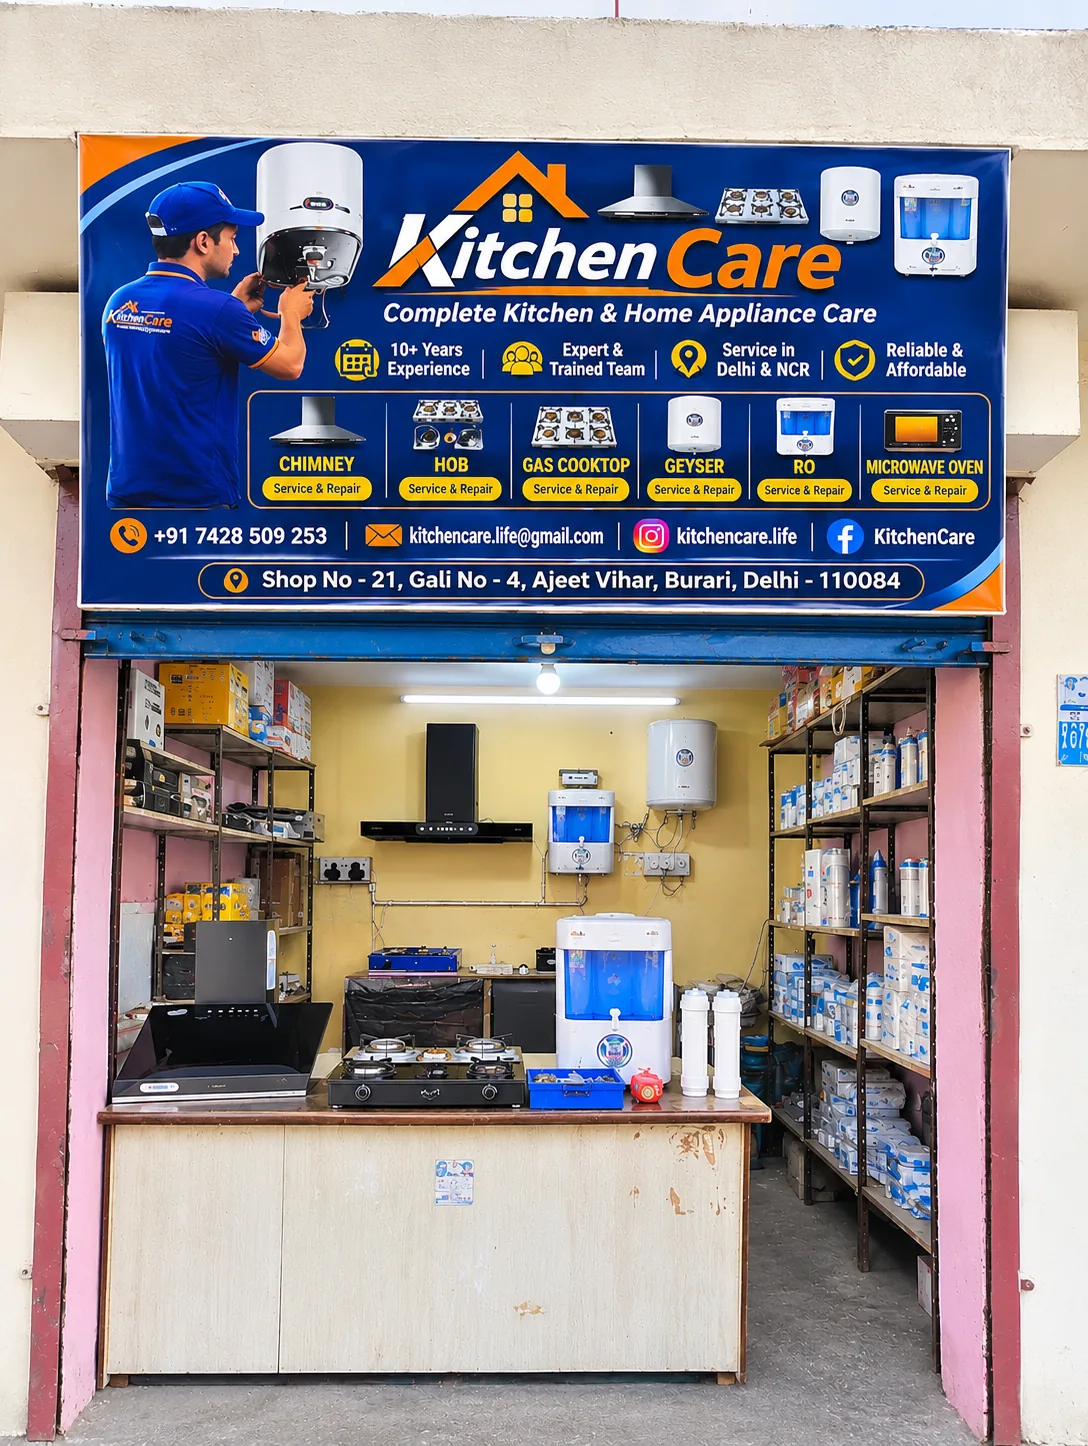 Kitchen Care
Complete Kitchen & Home Appliance Care
KitchenCare
10+ Years
Experience
Expert &
Trained Team
Service in
Delhi & NCR
Reliable &
Affordable
CHIMNEY
Service & Repair
HOB
Service & Repair
GAS COOKTOP
Service & Repair
GEYSER
Service & Repair
RO
Service & Repair
MICROWAVE OVEN
Service & Repair
+91 7428 509 253
kitchencare.life@gmail.com
kitchencare.life
KitchenCare
Shop No - 21, Gali No - 4, Ajeet Vihar, Burari, Delhi - 110084